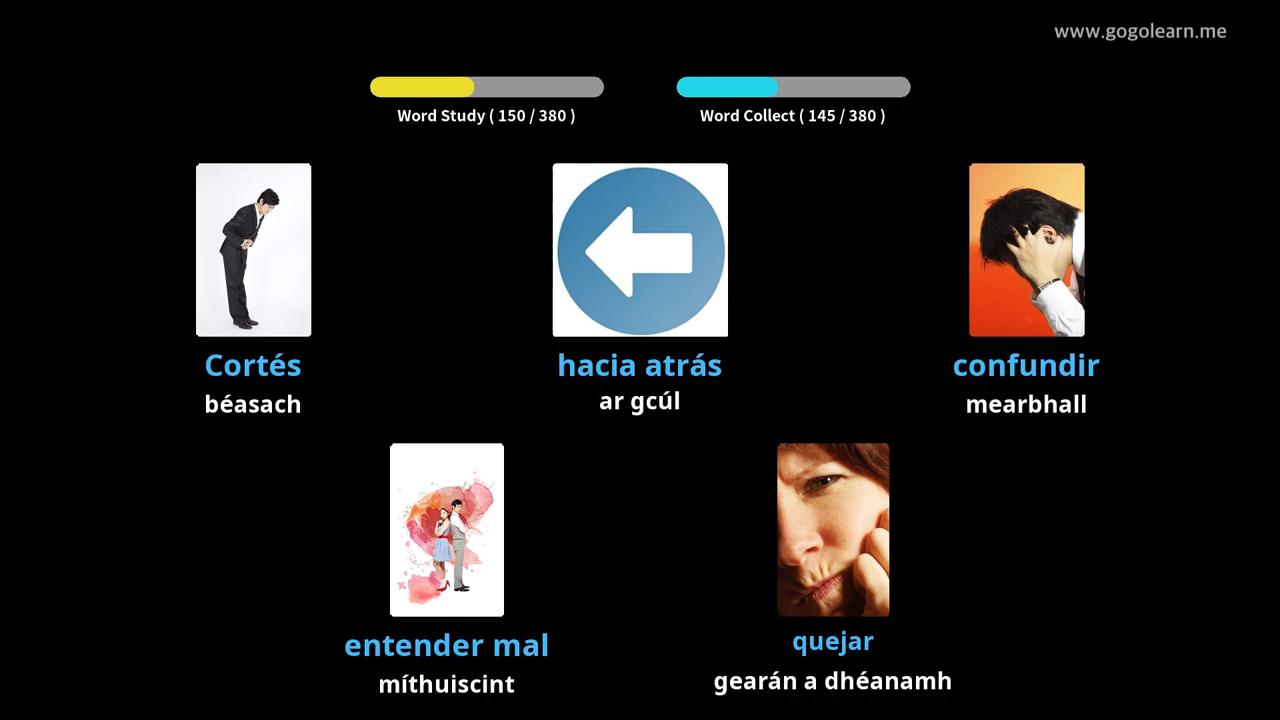 www.gogolearn.me
Word Study ( 150 / 380 )
Word Collect ( 145 / 380 )
Cortés
béasach
hacia atrás
ar gcúl
confundir
mearbhall
entender mal
míthuiscint
quejar
gearán a dhéanamh